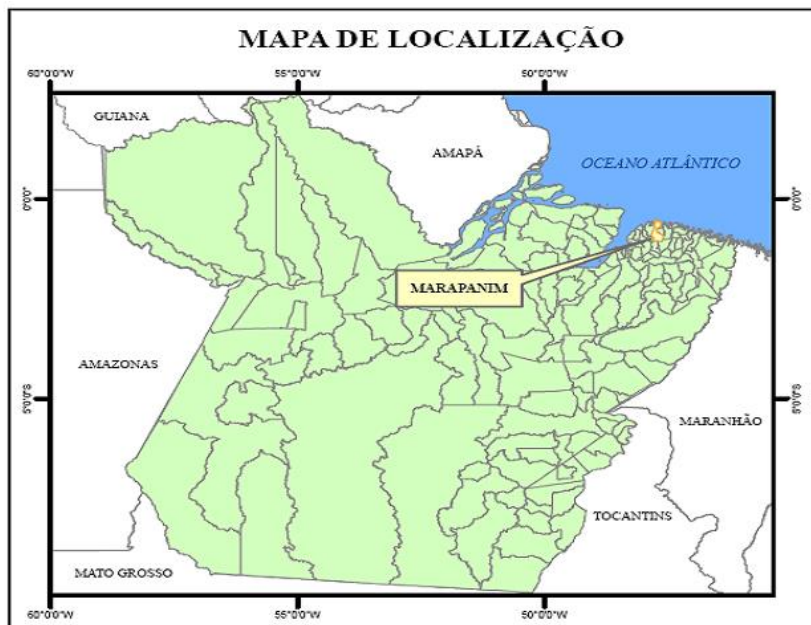 MAPA DE LOCALIZAÇÃO
60°0'0"W 55°0'0"W 50°0'0"W
GUIANA
AMAPÁ
OCEANO ATLÂNTICO
0°0'0" 0°0'0"
MARAPANIM
AMAZONAS
5°0'0"S 5°0'0"S
MARANHÃO
TOCANTINS
MATO GROSSO
60°0'0"W 55°0'0"W 50°0'0"W